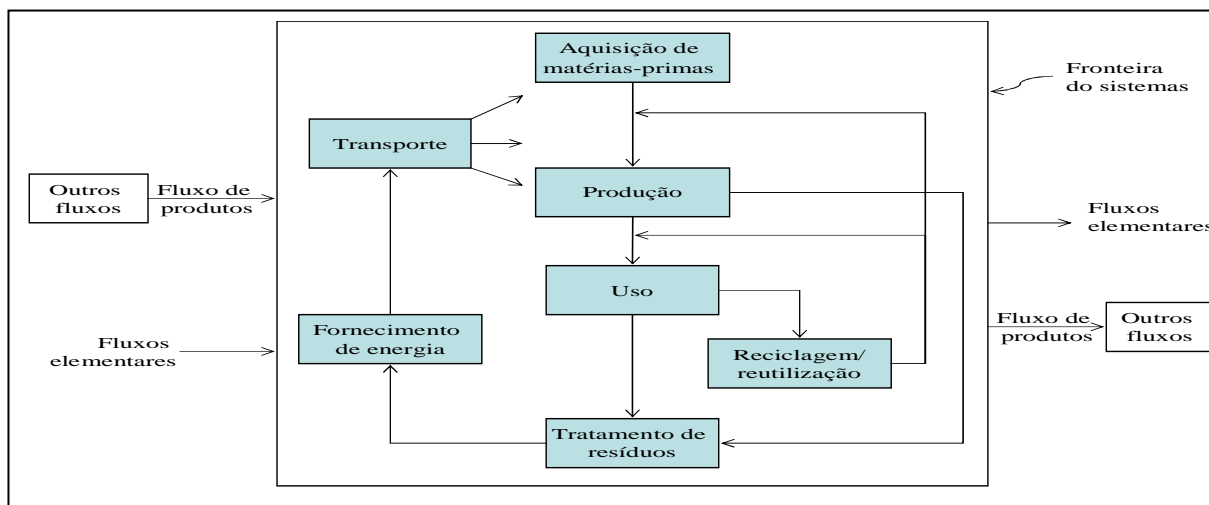 Aquisição de
matérias-primas
Fronteira
do sistemas
Transporte
Outros
fluxos
Fluxo de
produtos
Produção
Fluxos
elementares
Uso
Fornecimento
de energia
Fluxos
elementares
Reciclagem/
reutilização
Fluxo de
produtos
Outros
fluxos
Tratamento de
resíduos